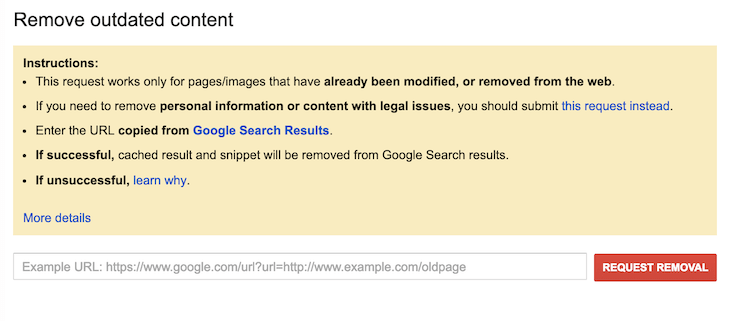 Remove outdated content
Instructions:
• This request works only for pages/images that have already been modified, or removed from the web.
• If you need to remove personal information or content with legal issues, you should submit this request instead.
• Enter the URL copied from Google Search Results.
• If successful, cached result and snippet will be removed from Google Search results.
• If unsuccessful, learn why.
More details
Example URL: https://www.google.com/url?url=http://www.example.com/oldpage
REQUEST REMOVAL